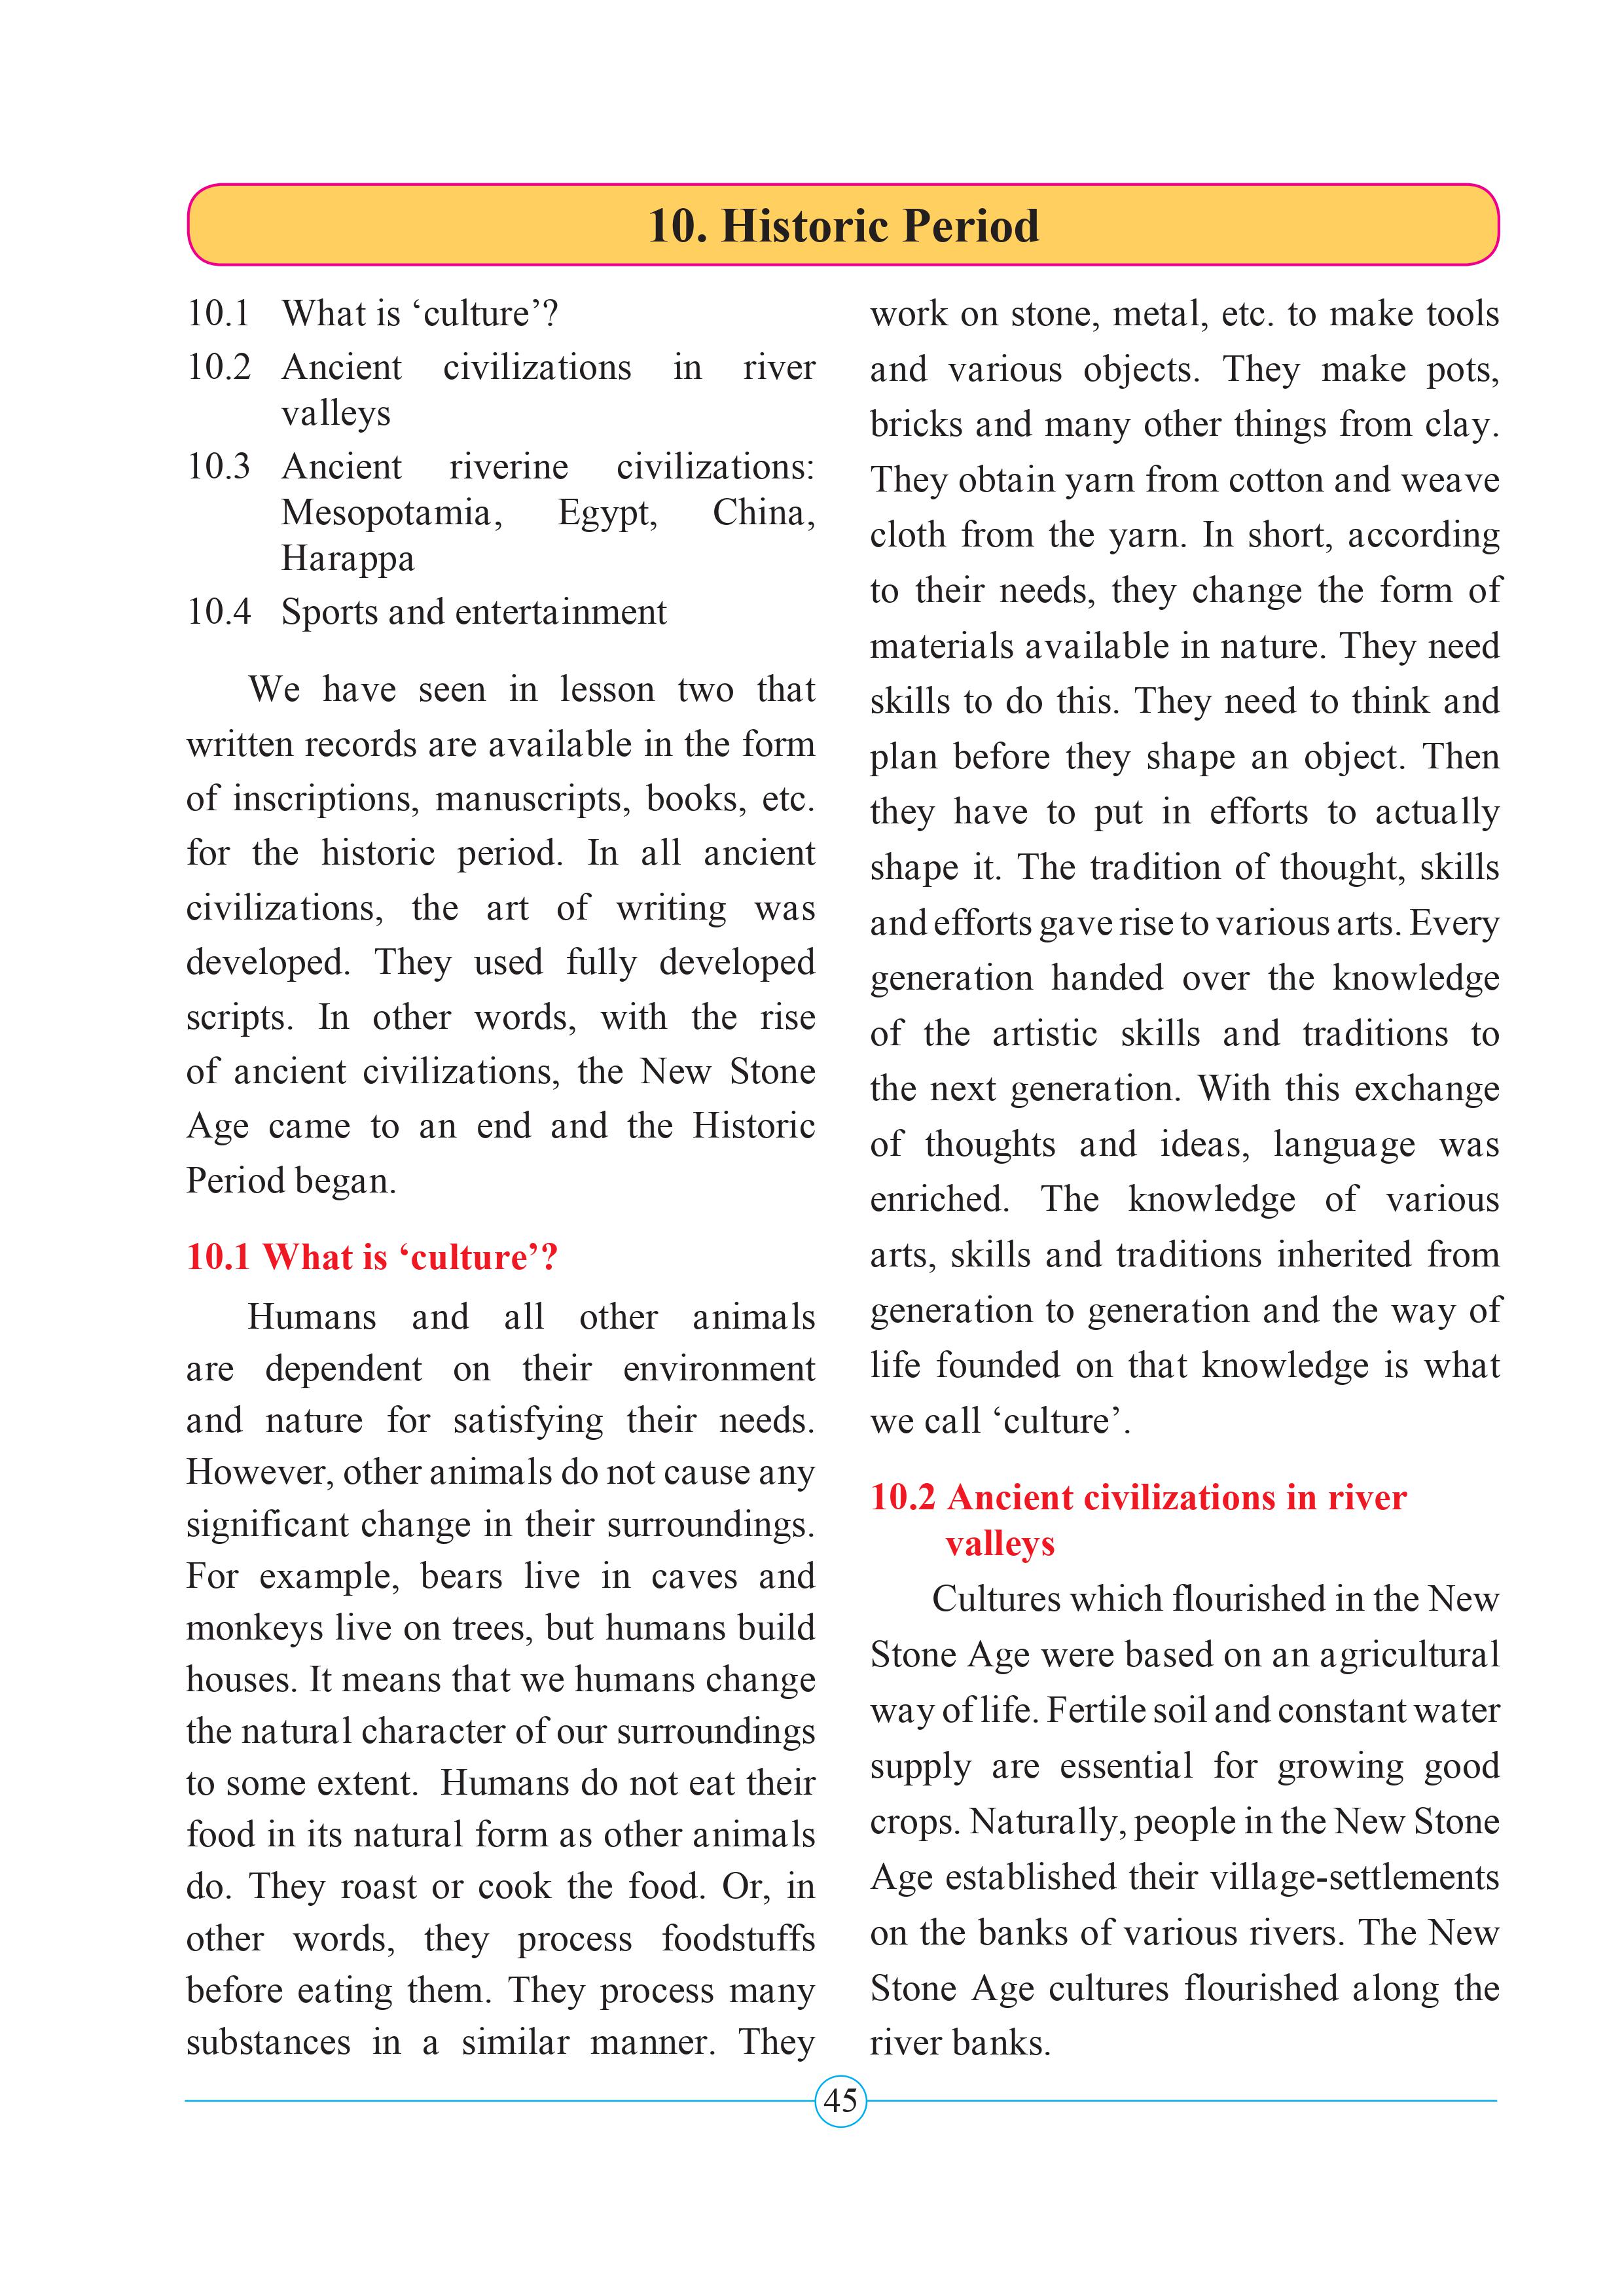 10. Historic Period
10.1 What is ‘culture’?
10.2 Ancient civilizations in river
valleys
10.3 Ancient riverine civilizations:
Mesopotamia, Egypt, China,
Harappa
10.4 Sports and entertainment
We have seen in lesson two that
written records are available in the form
of inscriptions, manuscripts, books, etc.
for the historic period. In all ancient
civilizations, the art of writing was
developed. They used fully developed
scripts. In other words, with the rise
of ancient civilizations, the New Stone
Age came to an end and the Historic
Period began.
10.1 What is ‘culture’?
Humans and all other animals
are dependent on their environment
and nature for satisfying their needs.
However, other animals do not cause any
significant change in their surroundings.
For example, bears live in caves and
monkeys live on trees, but humans build
houses. It means that we humans change
the natural character of our surroundings
to some extent. Humans do not eat their
food in its natural form as other animals
do. They roast or cook the food. Or, in
other words, they process foodstuffs
before eating them. They process many
substances in a similar manner. They
work on stone, metal, etc. to make tools
and various objects. They make pots,
bricks and many other things from clay.
They obtain yarn from cotton and weave
cloth from the yarn. In short, according
to their needs, they change the form of
materials available in nature. They need
skills to do this. They need to think and
plan before they shape an object. Then
they have to put in efforts to actually
shape it. The tradition of thought, skills
and efforts gave rise to various arts. Every
generation handed over the knowledge
of the artistic skills and traditions to
the next generation. With this exchange
of thoughts and ideas, language was
enriched. The knowledge of various
arts, skills and traditions inherited from
generation to generation and the way of
life founded on that knowledge is what
we call ‘culture’.
10.2 Ancient civilizations in river
valleys
Cultures which flourished in the New
Stone Age were based on an agricultural
way of life. Fertile soil and constant water
supply are essential for growing good
crops. Naturally, people in the New Stone
Age established their village-settlements
on the banks of various rivers. The New
Stone Age cultures flourished along the
river banks.
45